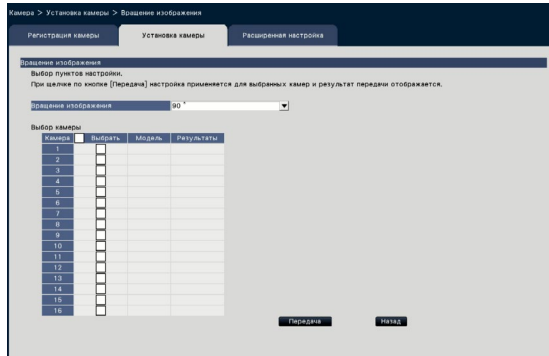 Камера > Установка камеры > Вращение изображения
Регистрация камеры Установка камеры Расширенная настройка
Вращение изображения
Выбор пунктов настройки.
При щелчке по кнопке [Передача] настройка применяется для выбранных камер и результат передачи отображается.
Вращение изображения 90 °
Выбор камеры
Камера Выбрать Модель Результаты
1
2
3
4
5
6
7
8
9
10
11
12
13
14
15
16
Передача Назад